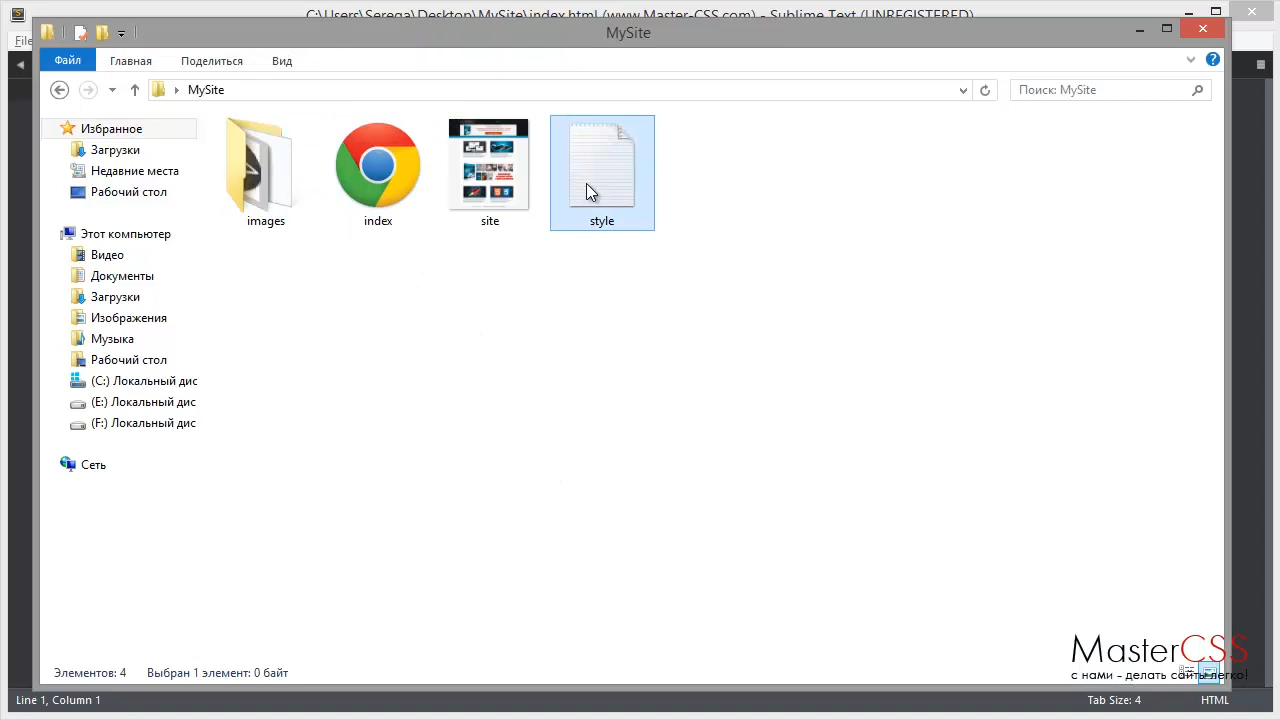 C:\Users\Serega\Desktop\MySite\index.html (www.Master-CSS.com) - Sublime Text (UNREGISTERED)
File
MySite
Файл
Главная
Поделиться
Вид
MySite
Поиск: MySite
Избранное
Загрузки
Недавние места
Рабочий стол
Этот компьютер
Видео
Документы
Загрузки
Изображения
Музыка
Рабочий стол
(C:) Локальный дис
(E:) Локальный дис
(F:) Локальный дис
Сеть
images
index
site
style
Элементов: 4
Выбран 1 элемент: 0 байт
MasterCSS
с нами - делать сайты легко!
Line 1, Column 1
Tab Size: 4
HTML